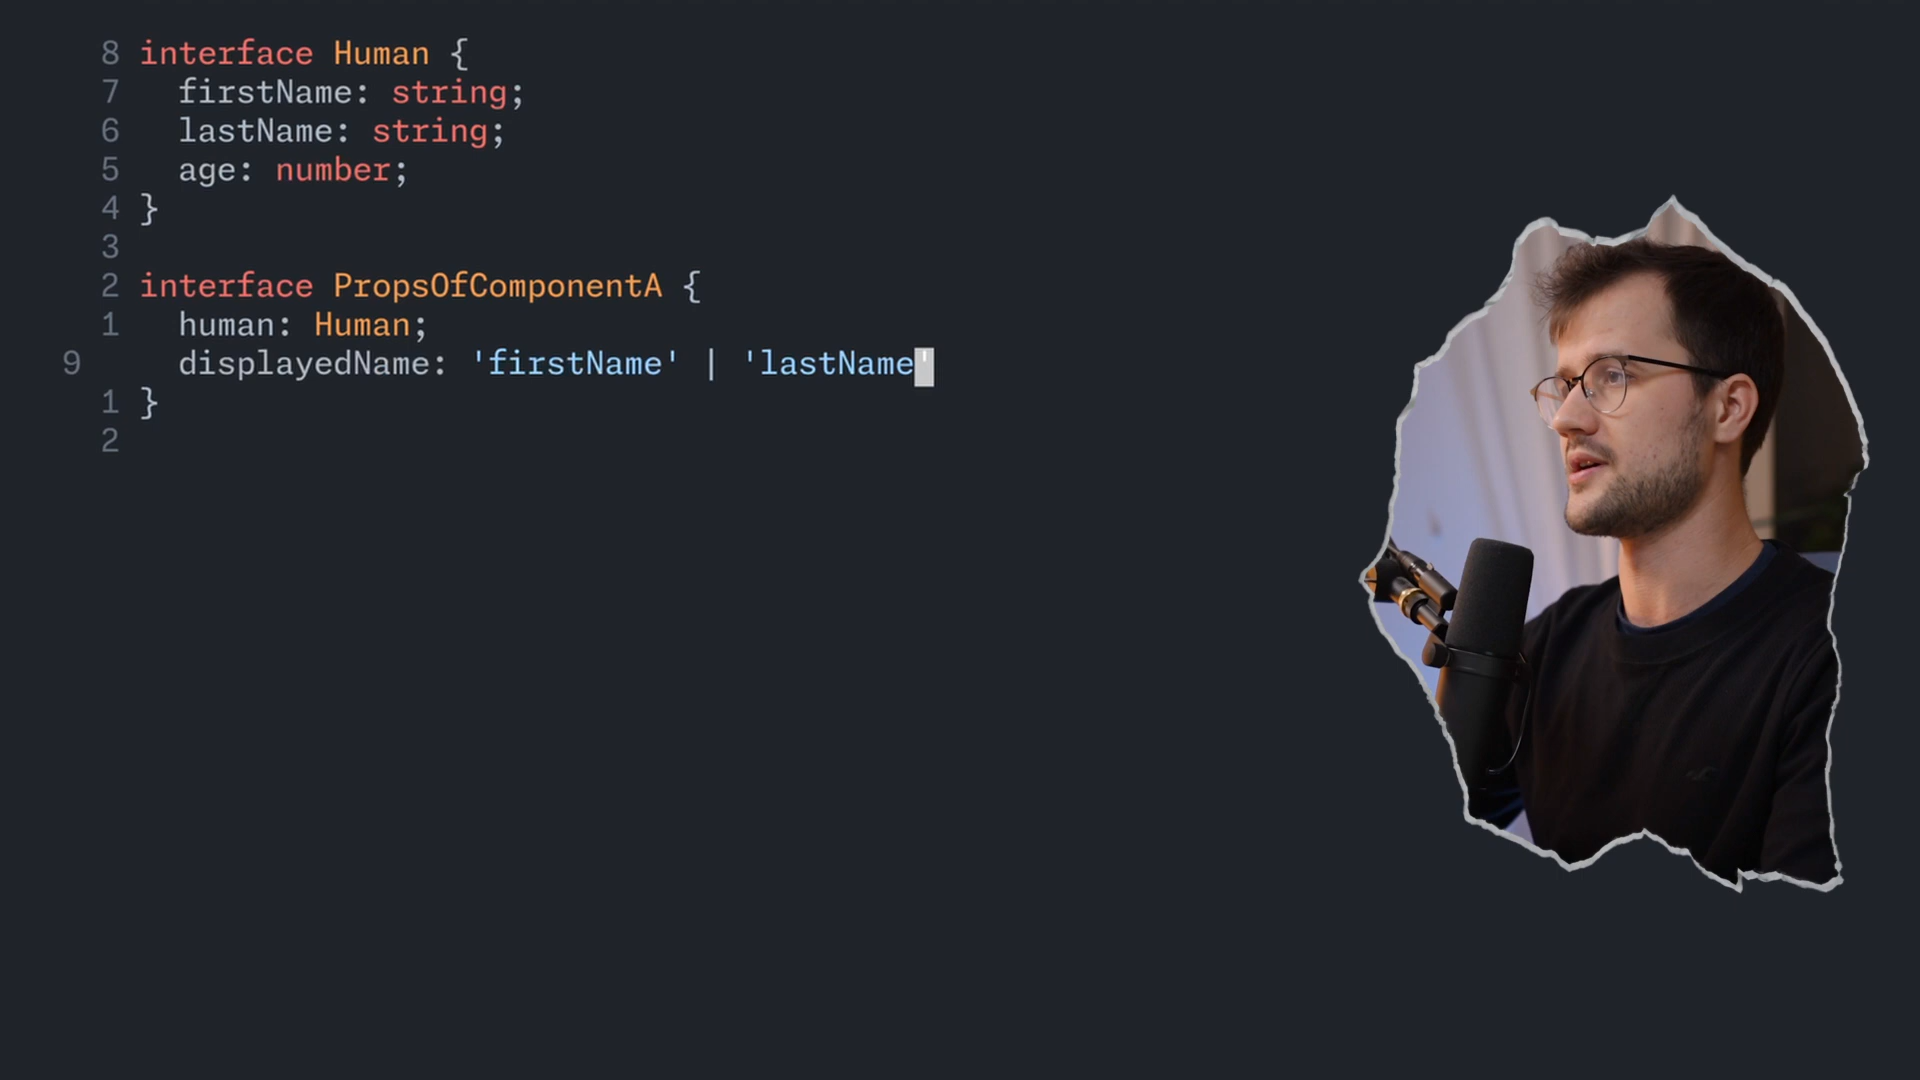 8 interface Human {
7 firstName: string;
6 lastName: string;
5 age: number;
4 }
3
2 interface PropsOfComponentA {
1 human: Human;
9 displayedName: 'firstName' | 'lastName'
1 }
2